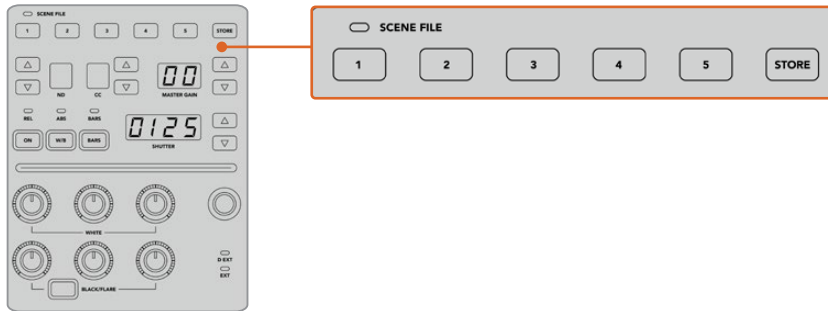 SCENE FILE
1 2 3 4 5 STORE
ND CC 00
MASTER GAIN
REL ABS BARS
ON W/B BARS 0125
SHUTTER
WHITE
D-EXT
EXT
BLACK/FLARE
SCENE FILE
1 2 3 4 5 STORE